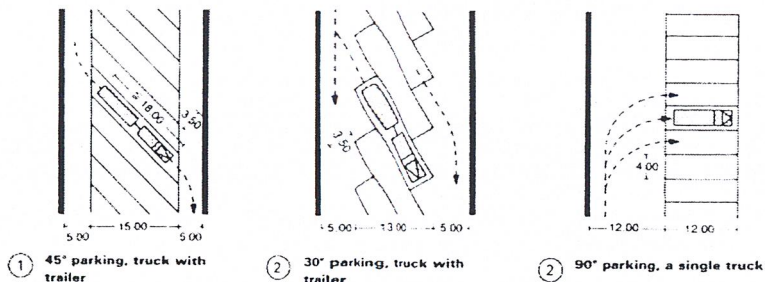 ≥ 18.00
3.50
5.00 15.00 5.00
1 45° parking, truck with
trailer
3.50
5.00 13.00 5.00
2 30° parking, truck with
trailer
4.00
12.00 12.00
2 90° parking, a single truck